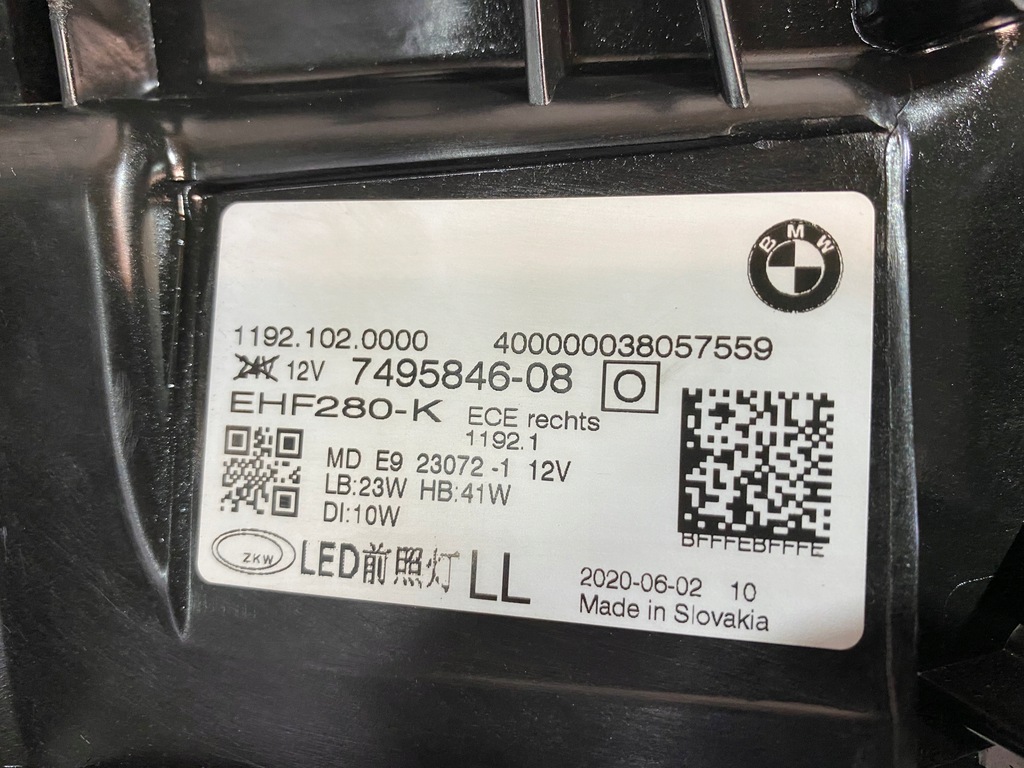 BMW
1192.102.0000 400000038057559
24V 12V 7495846-08 O
EHF280-K ECE rechts
1192.1
MD E9 23072-1 12V
LB:23W HB:41W
DI:10W
BFFFEBFFFE
ZKW LED前照灯 LL
2020-06-02 10
Made in Slovakia